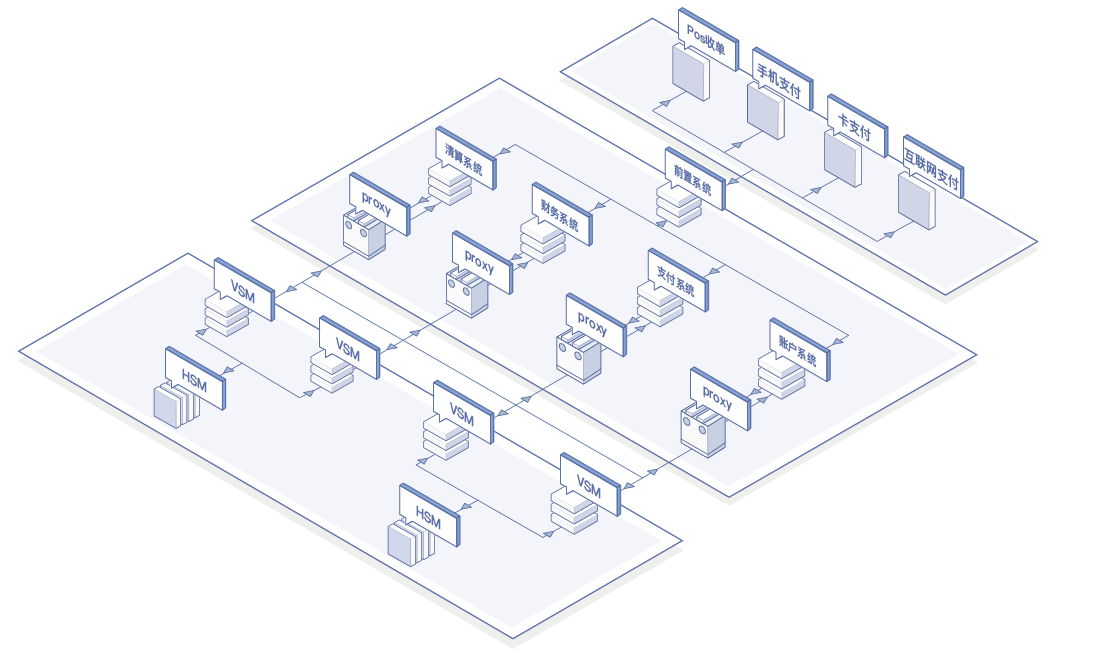 Pos收单
手机支付
卡支付
互联网支付
清算系统
前置系统
proxy
财务系统
proxy
支付系统
proxy
账户系统
proxy
VSM
VSM
HSM
VSM
VSM
HSM